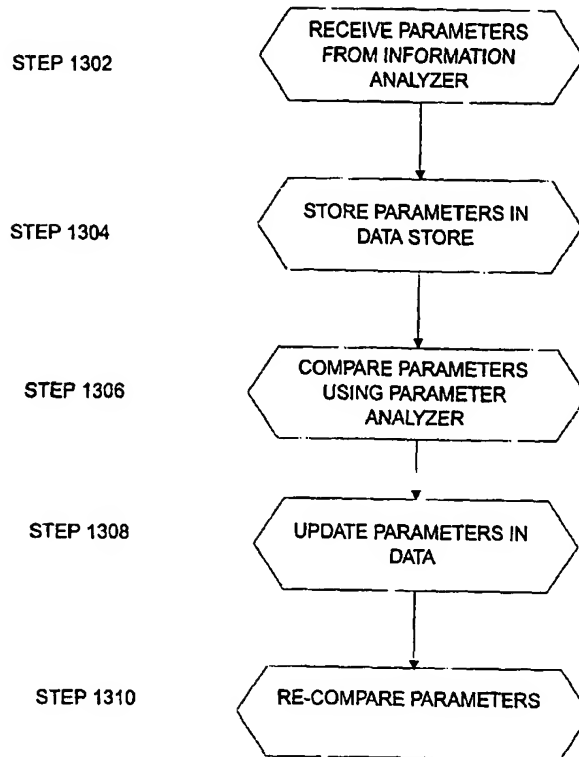 STEP 1302
RECEIVE PARAMETERS
FROM INFORMATION
ANALYZER
STEP 1304
STORE PARAMETERS IN
DATA STORE
STEP 1306
COMPARE PARAMETERS
USING PARAMETER
ANALYZER
STEP 1308
UPDATE PARAMETERS IN
DATA
STEP 1310
RE-COMPARE PARAMETERS